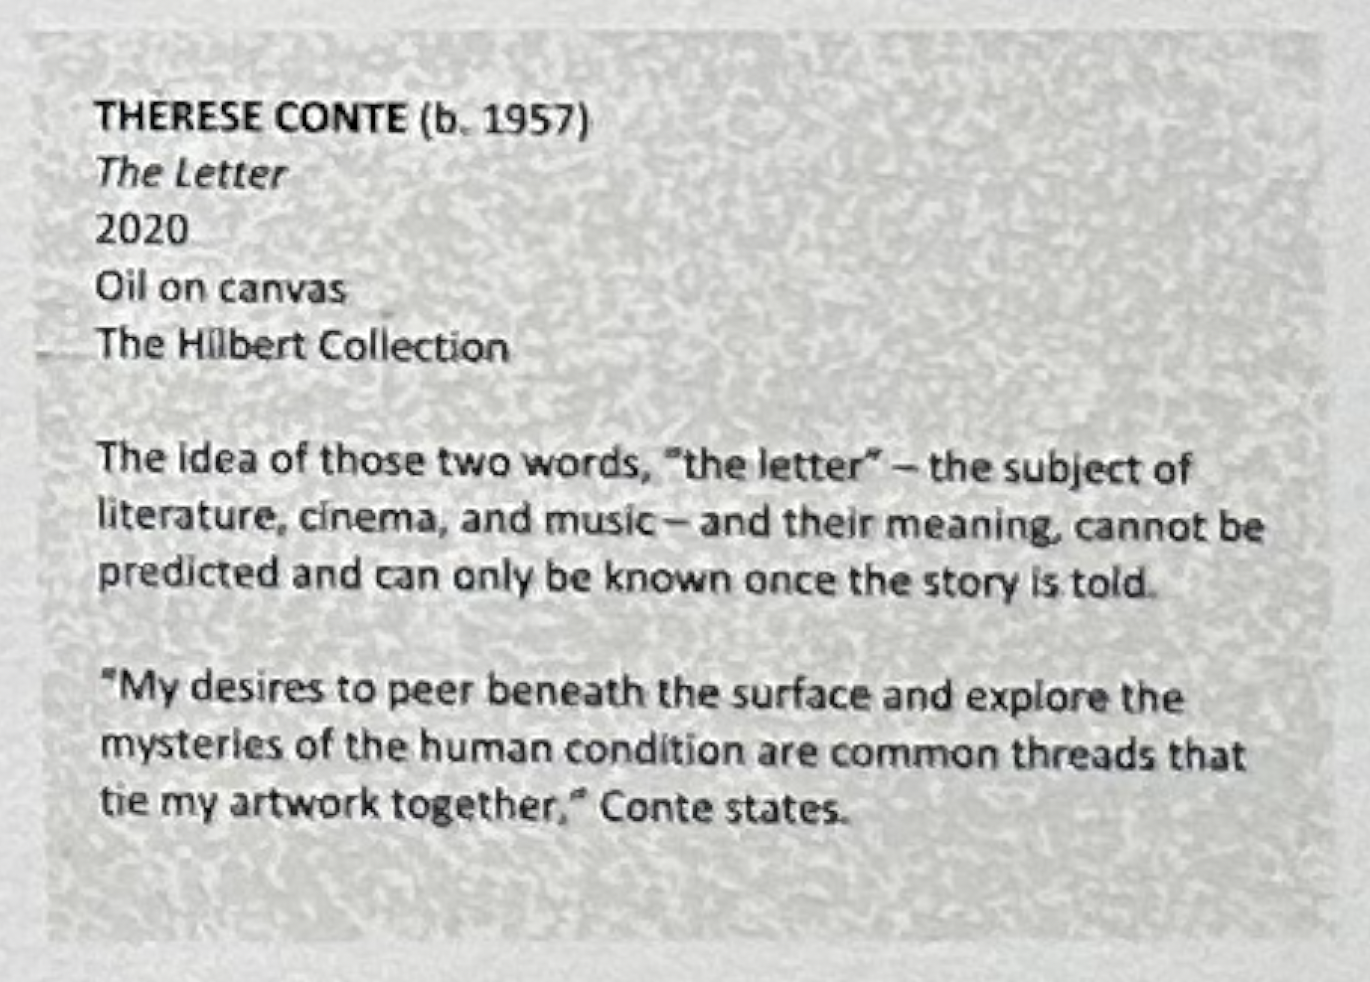 THERESE CONTE (b. 1957)
The Letter
2020
Oil on canvas
The Hilbert Collection
The idea of those two words, "the letter" – the subject of
literature, cinema, and music – and their meaning, cannot be
predicted and can only be known once the story is told.
"My desires to peer beneath the surface and explore the
mysteries of the human condition are common threads that
tie my artwork together," Conte states.